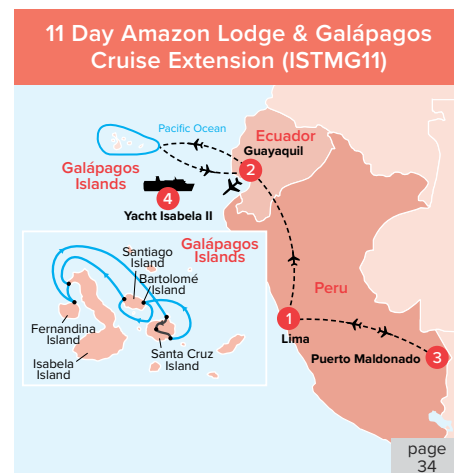 11 Day Amazon Lodge & Galápagos
Cruise Extension (ISTMG11)
Pacific Ocean
Ecuador
Guayaquil
2
Galápagos
Islands
4
Yacht Isabela II
Galápagos
Islands
Santiago
Island
Bartolomé
Island
Fernandina
Island
Isabela
Island
Santa Cruz
Island
Peru
1
Lima
Puerto Maldonado
3
page
34